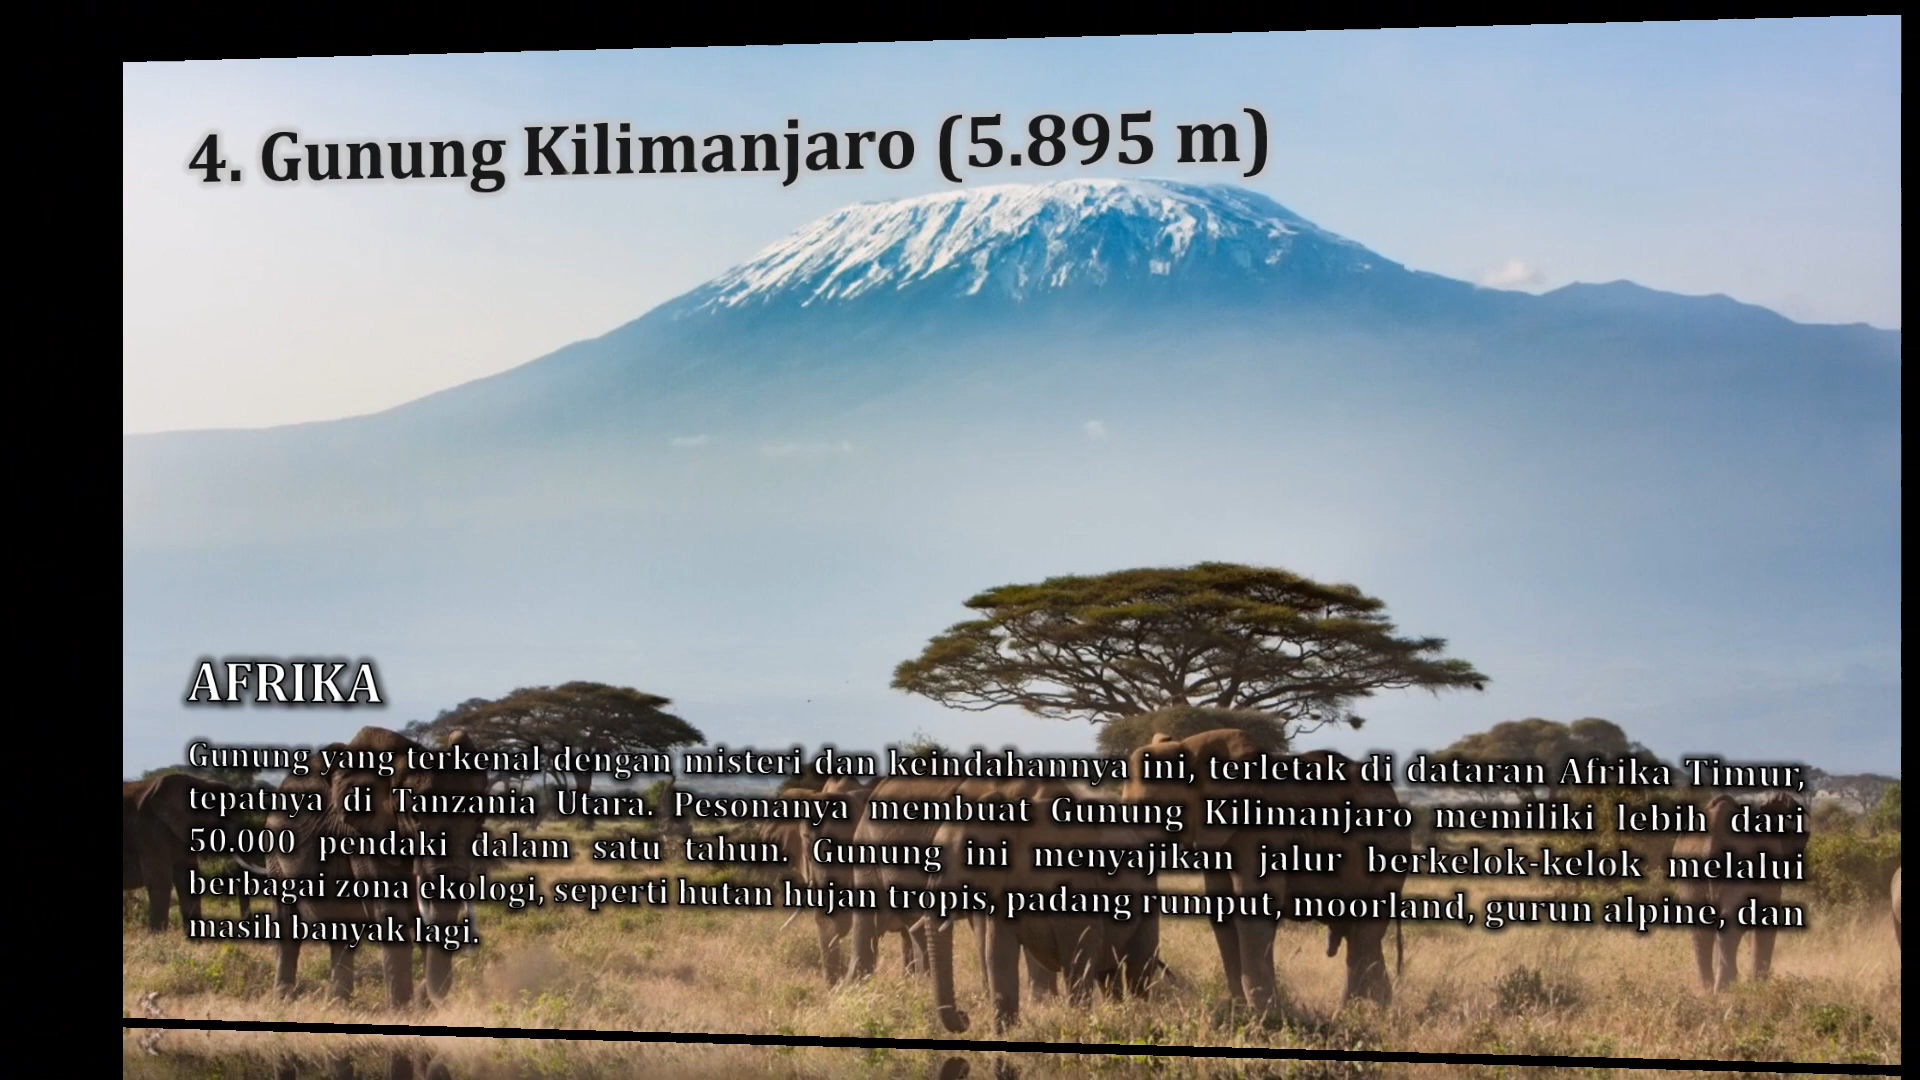 4. Gunung Kilimanjaro (5.895 m)
AFRIKA
Gunung yang terkenal dengan misteri dan keindahannya ini, terletak di dataran Afrika Timur,
tepatnya di Tanzania Utara. Pesonanya membuat Gunung Kilimanjaro memiliki lebih dari
50.000 pendaki dalam satu tahun. Gunung ini menyajikan jalur berkelok-kelok melalui
berbagai zona ekologi, seperti hutan hujan tropis, padang rumput, moorland, gurun alpine, dan
masih banyak lagi.